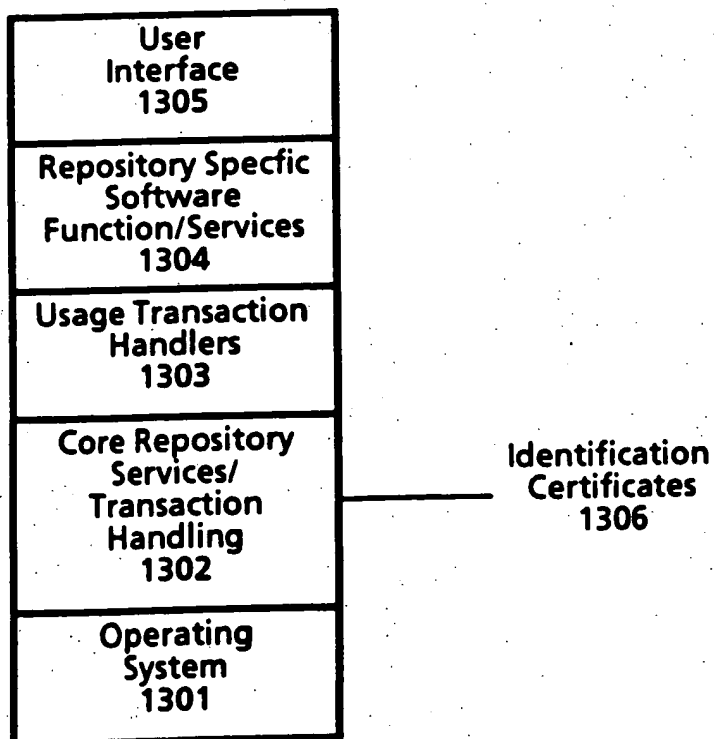 User
Interface
1305
Repository Specfic
Software
Function/Services
1304
Usage Transaction
Handlers
1303
Core Repository
Services/
Transaction
Handling
1302
Identification
Certificates
1306
Operating
System
1301